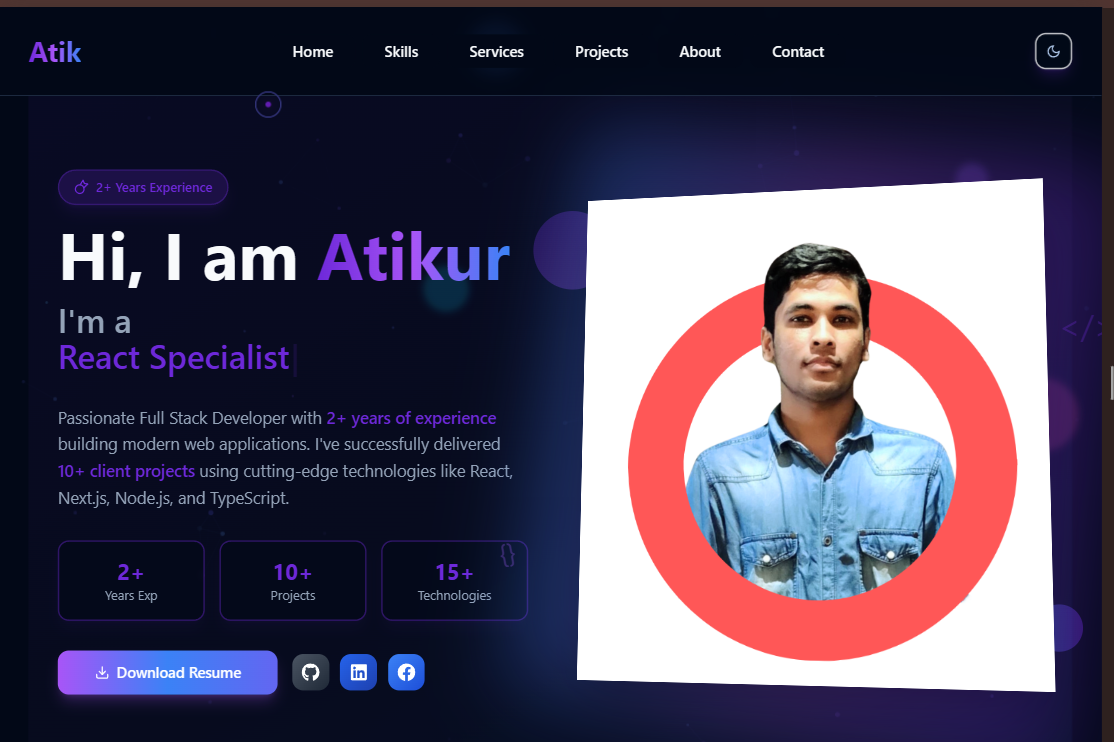 Atik
Home Skills Services Projects About Contact
2+ Years Experience
Hi, I am Atikur
I'm a
React Specialist
Passionate Full Stack Developer with 2+ years of experience
building modern web applications. I've successfully delivered
10+ client projects using cutting-edge technologies like React,
Next.js, Node.js, and TypeScript.
2+ 10+ 15+
Years Exp Projects Technologies
{}
</>
Download Resume